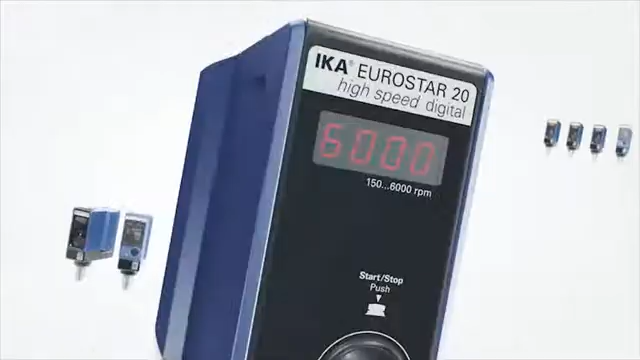 IKA® EUROSTAR 20
high speed digital
6000
150...6000 rpm
Start/Stop
Push